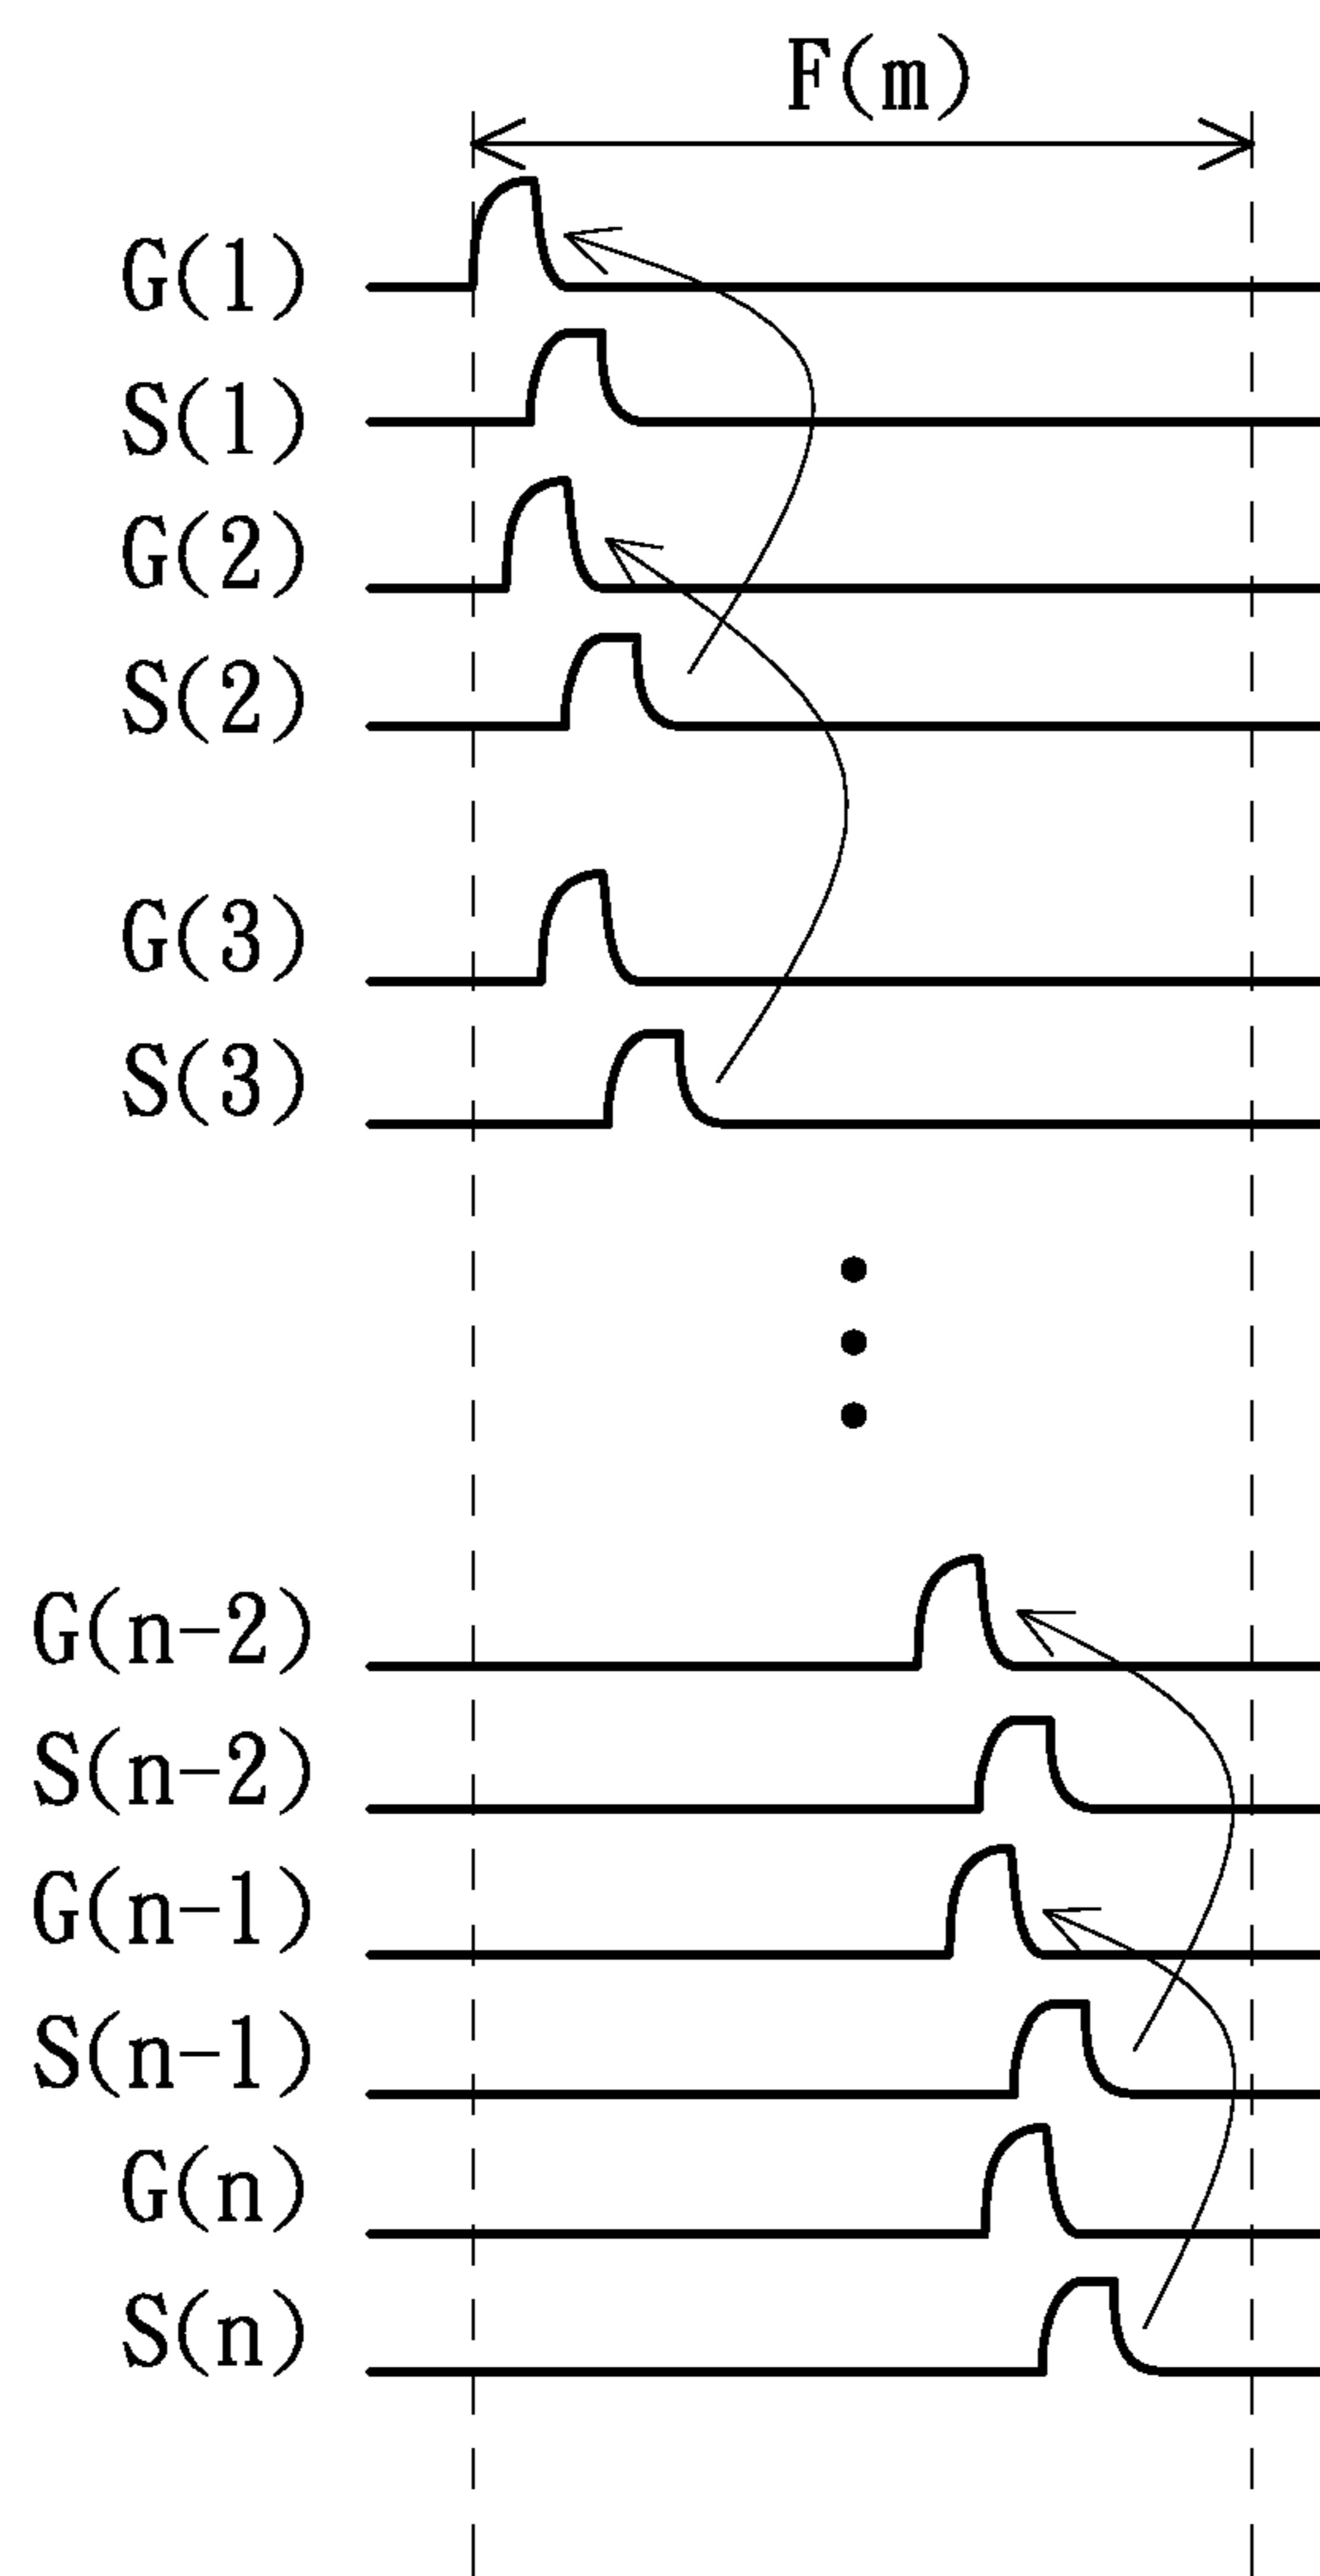 F(m)
G(1)
S(1)
G(2)
S(2)
G(3)
S(3)
G(n-2)
S(n-2)
G(n-1)
S(n-1)
G(n)
S(n)